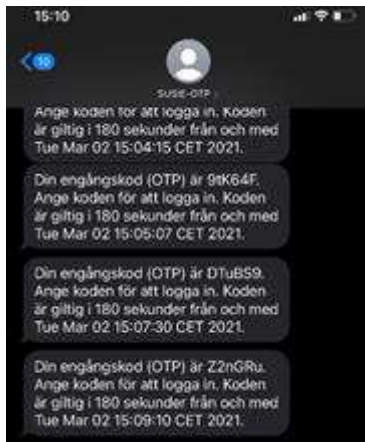 15:10
10
SUSIE-OTP
Ange koden för att logga in. Koden
är giltig i 180 sekunder från och med
Tue Mar 02 15:04:15 CET 2021.
Din engångskod (OTP) är 9tK64F.
Ange koden för att logga in. Koden
är giltig i 180 sekunder från och med
Tue Mar 02 15:05:07 CET 2021.
Din engångskod (OTP) är DTuBS9.
Ange koden för att logga in. Koden
är giltig i 180 sekunder från och med
Tue Mar 02 15:07:30 CET 2021.
Din engångskod (OTP) är Z2nGRu.
Ange koden för att logga in. Koden
är giltig i 180 sekunder från och med
Tue Mar 02 15:09:10 CET 2021.